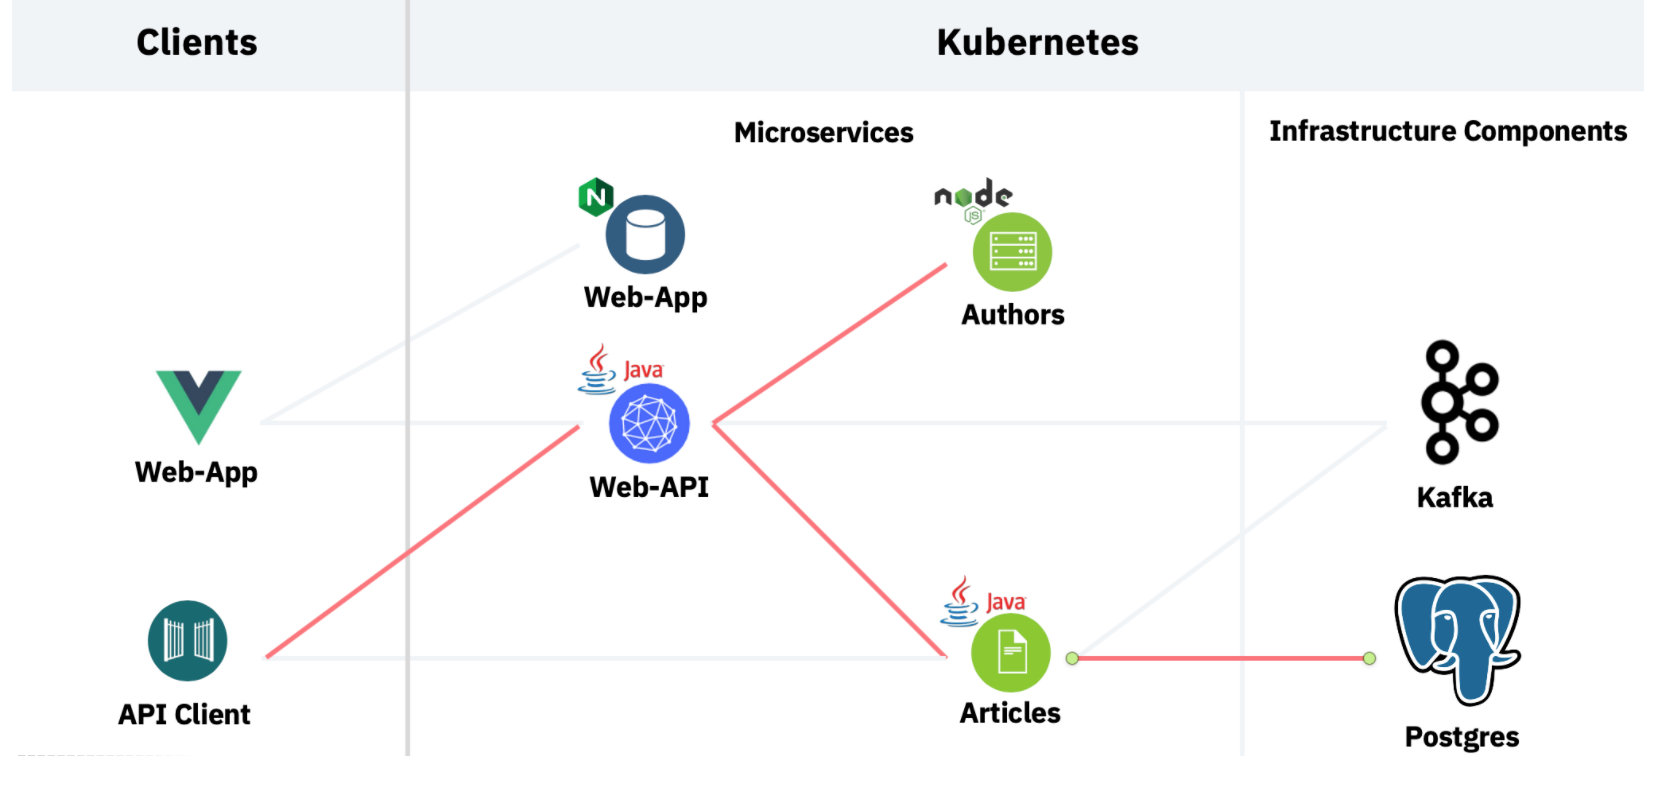 Clients
Kubernetes
Microservices
Infrastructure Components
N
node
JS
Web-App
Authors
Java
Web-App
Web-API
Kafka
Java
API Client
Articles
Postgres